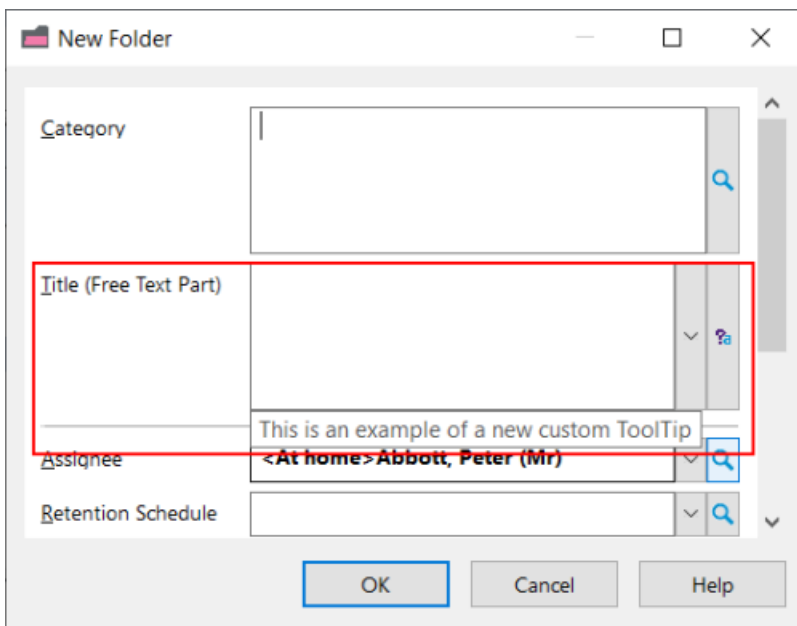 New Folder
Category
Title (Free Text Part)
This is an example of a new custom ToolTip
Assignee
<At home>Abbott, Peter (Mr)
Retention Schedule
OK
Cancel
Help